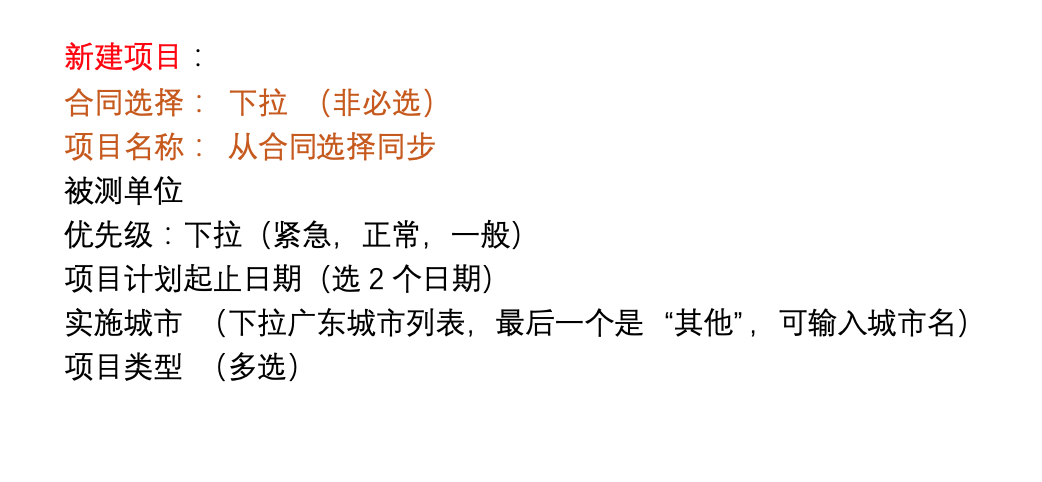 新建项目：
合同选择： 下拉 （非必选）
项目名称： 从合同选择同步
被测单位
优先级：下拉（紧急，正常，一般）
项目计划起止日期（选 2 个日期）
实施城市 （下拉广东城市列表，最后一个是 “其他”，可输入城市名）
项目类型 （多选）